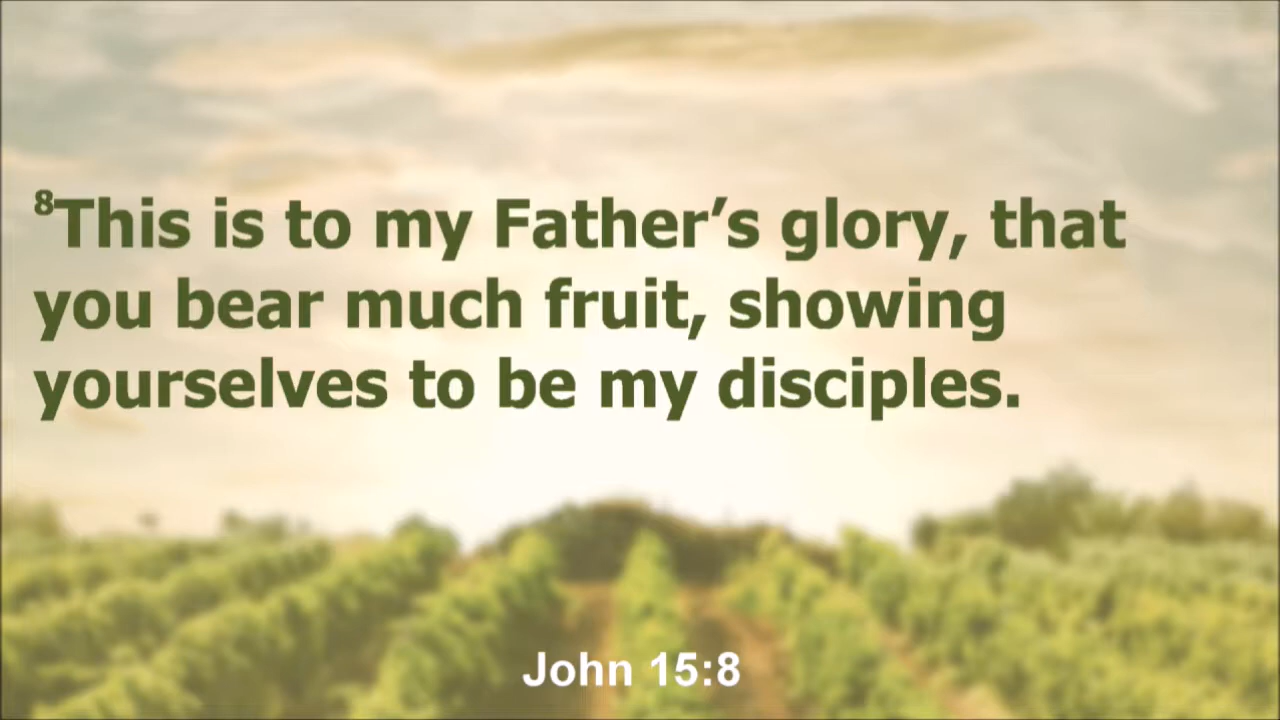 ⁸This is to my Father’s glory, that
you bear much fruit, showing
yourselves to be my disciples.
John 15:8